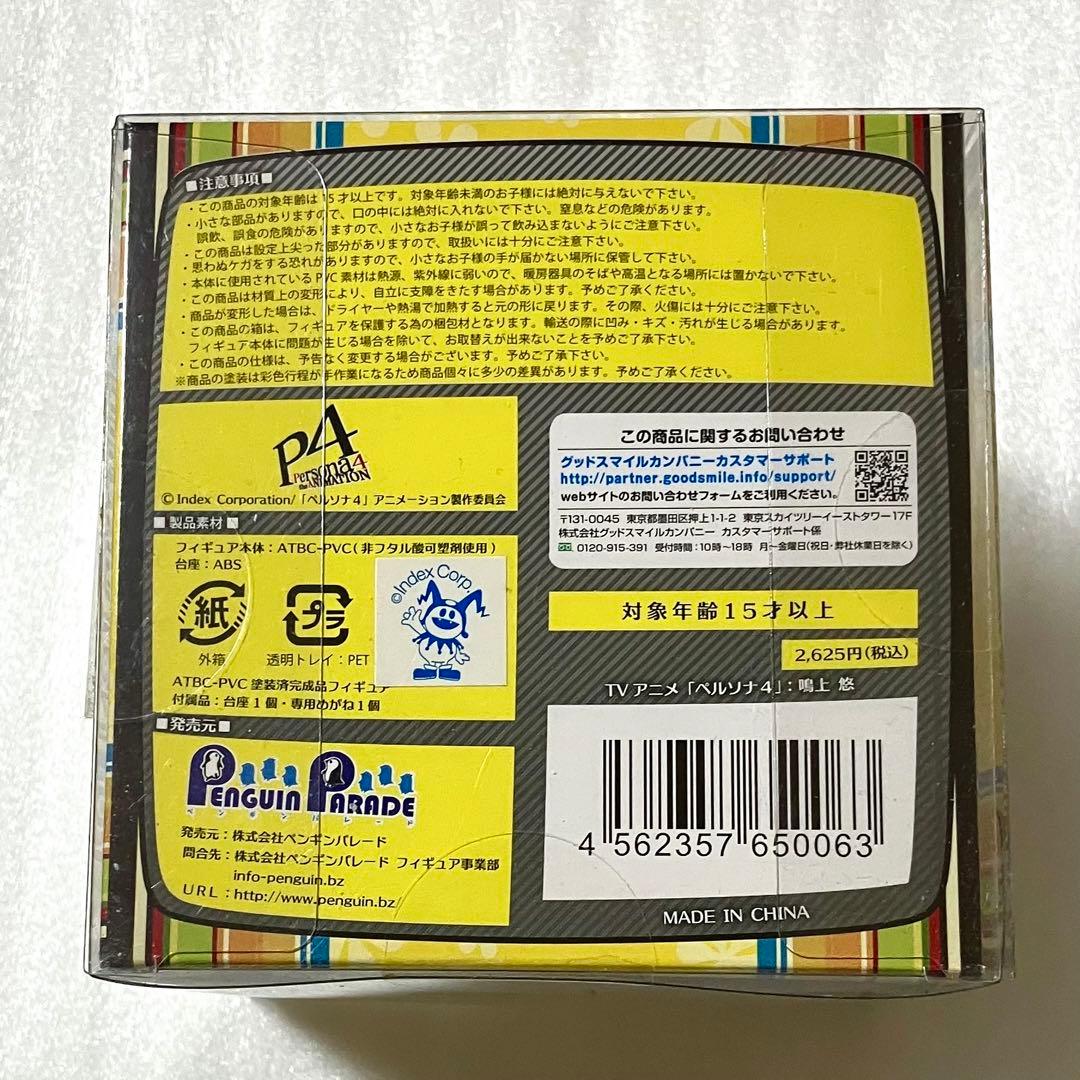 ■注意事項■
・この商品の対象年齢は15才以上です。対象年齢未満のお子様には絶対に与えないで下さい。
・小さな部品がありますので、口の中には絶対に入れないで下さい。窒息などの危険があります。
誤飲、誤食の危険がありますので、小さなお子様が誤って飲み込まないようにご注意下さい。
・この商品は設定上尖った部分がありますので、取扱いには十分にご注意下さい。
・思わぬケガをする恐れがありますので、小さなお子様の手が届かない場所に保管して下さい。
・本体に使用されているPVC素材は熱源、紫外線に弱いので、暖房器具のそばや高温となる場所には置かないで下さい。
・この商品は材質上の変形により、自立に支障をきたす場合があります。予めご了承ください。
・商品が変形した場合は、ドライヤーや熱湯で加熱すると元の形に戻ります。その際、火傷には十分にご注意下さい。
・この商品の箱は、フィギュアを保護する為の梱包材となります。輸送の際に凹み・キズ・汚れが生じる場合があります。
フィギュア本体に問題が生じる場合を除いて、お取替えが出来ないことを予めご了承下さい。
・この商品の仕様は、予告なく変更する場合がございます。予めご了承下さい。
※商品の塗装は彩色行程が手作業になるため商品個々に多少の差異があります。予めご了承ください。
P4
Persona4
the ANIMATION
© Index Corporation/「ペルソナ4」アニメーション製作委員会
■製品素材■
フィギュア本体：ATBC-PVC(非フタル酸可塑剤使用)
台座：ABS
紙
外箱
プラ
透明トレイ：PET
©Index Corp.
ATBC-PVC 塗装済完成品フィギュア
付属品：台座1個・専用めがね1個
■発売元■
PENGUIN PARADE
ペンギンパレード
発売元：株式会社ペンギンパレード
問合先：株式会社ペンギンパレード フィギュア事業部
info-penguin.bz
URL：http://www.penguin.bz/
この商品に関するお問い合わせ
グッドスマイルカンパニーカスタマーサポート
http://partner.goodsmile.info/support/
webサイトのお問い合わせフォームをご利用ください。
〒131-0045 東京都墨田区押上1-1-2 東京スカイツリーイーストタワー17F
株式会社グッドスマイルカンパニー カスタマーサポート係
0120-915-391 受付時間：10時～18時 月～金曜日(祝日・弊社休業日を除く)
対象年齢15才以上
2,625円(税込)
TVアニメ「ペルソナ4」：鳴上 悠
4 562357 650063
MADE IN CHINA